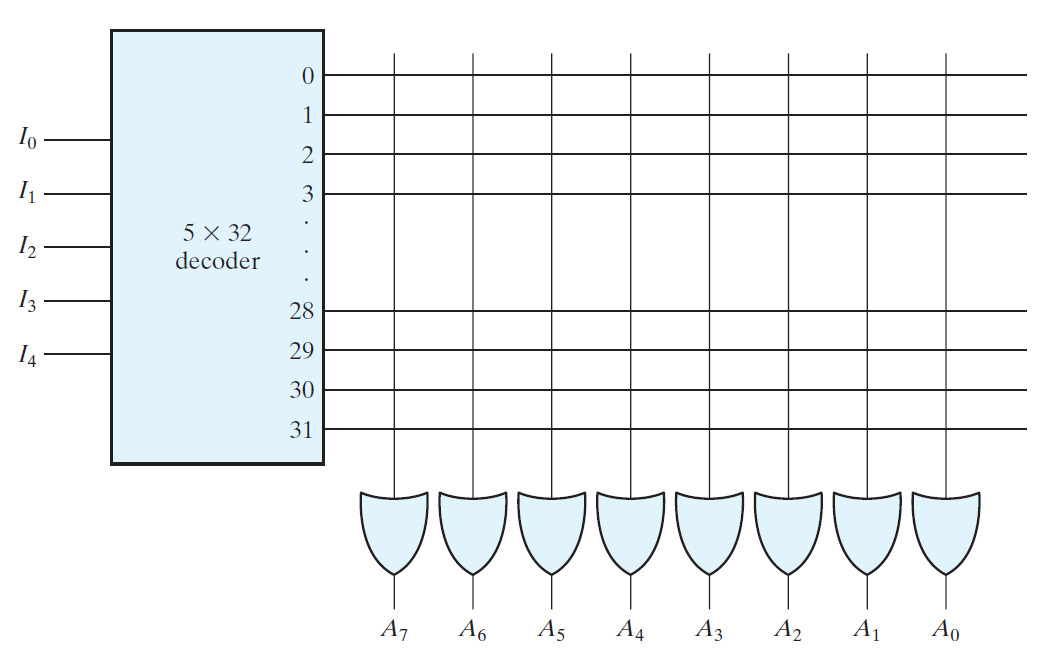 0
1
I₀
2
I₁
3
5 × 32
.
I₂
decoder
.
.
I₃
28
I₄
29
30
31
A₇ A₆ A₅ A₄ A₃ A₂ A₁ A₀